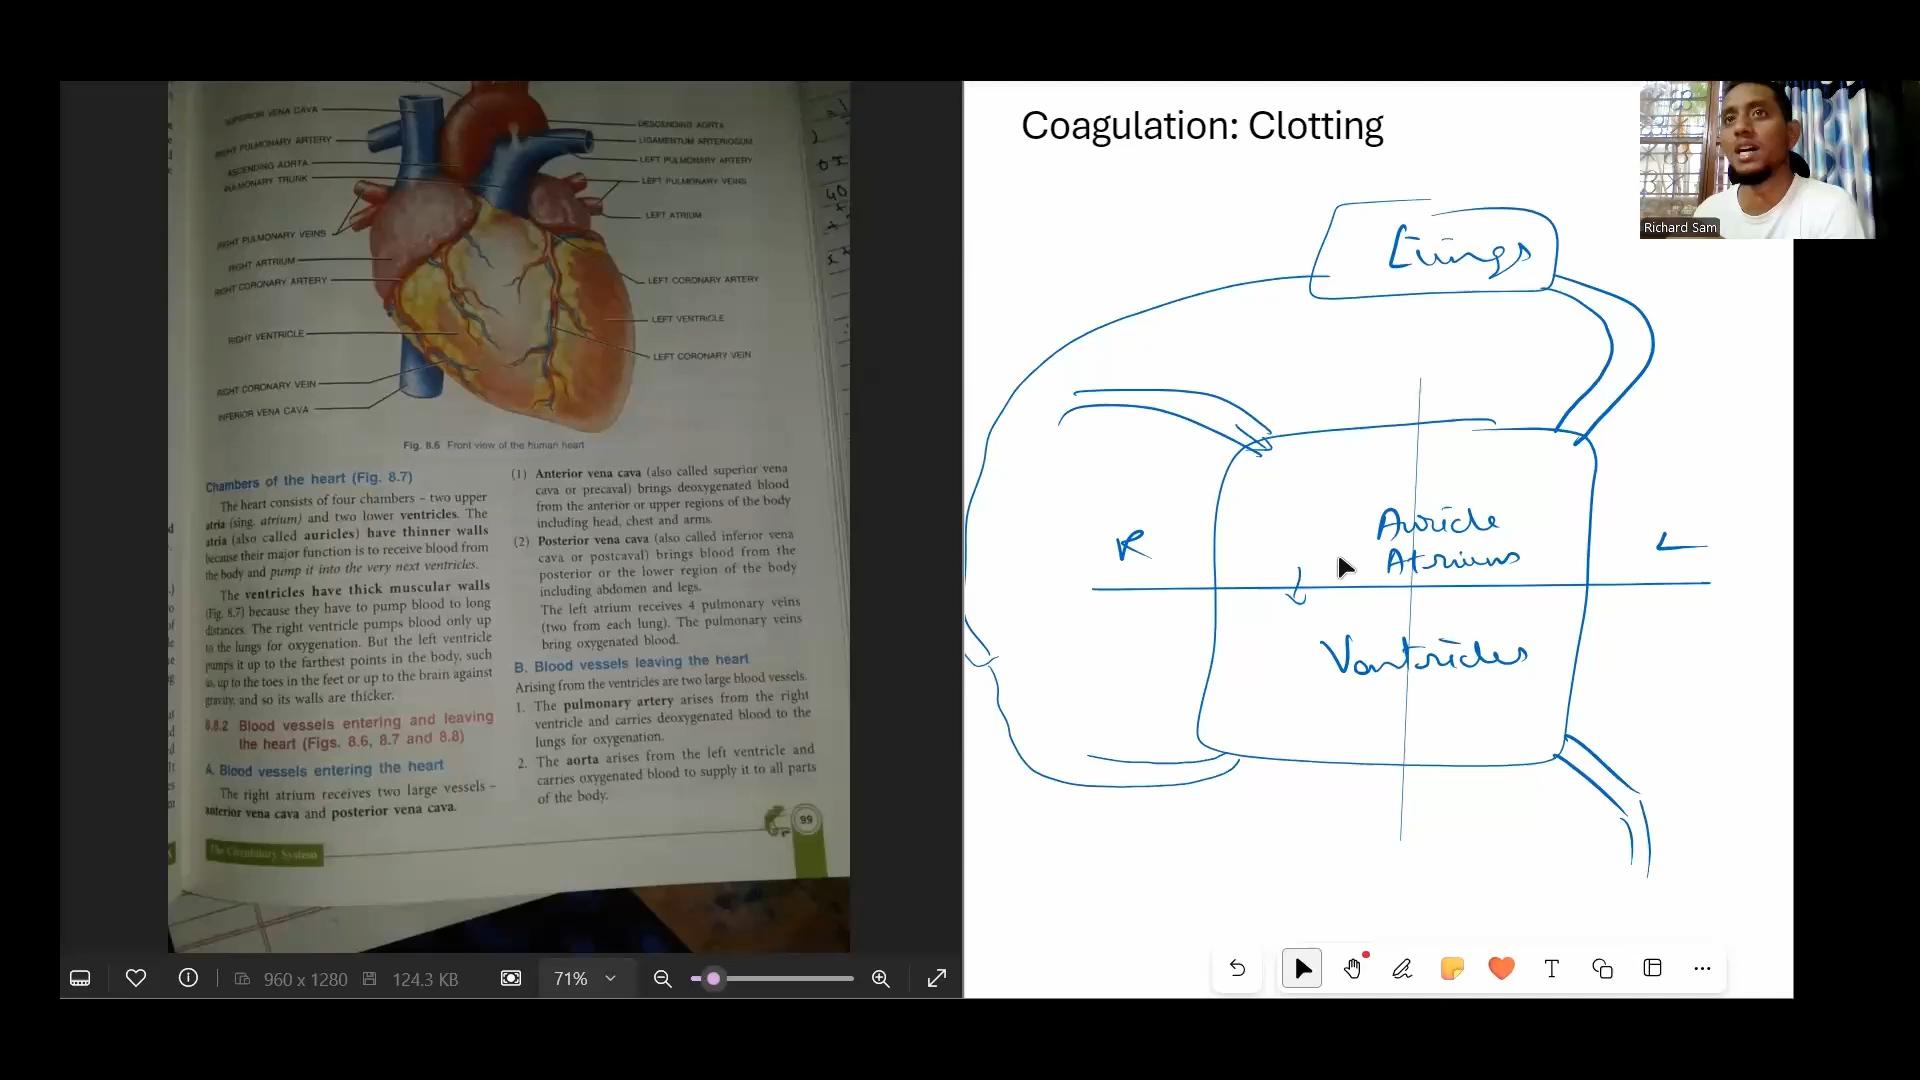 SUPERIOR VENA CAVA
RIGHT PULMONARY ARTERY
ASCENDING AORTA
PULMONARY TRUNK
RIGHT PULMONARY VEINS
RIGHT ARTRIUM
RIGHT CORONARY ARTERY
RIGHT VENTRICLE
RIGHT CORONARY VEIN
INFERIOR VENA CAVA
DESCENDING AORTA
LIGAMENTUM ARTERIOSUM
LEFT PULMONARY ARTERY
LEFT PULMONARY VEINS
LEFT ATRIUM
LEFT CORONARY ARTERY
LEFT VENTRICLE
LEFT CORONARY VEIN
Fig. 8.6 Front view of the human heart
Chambers of the heart (Fig. 8.7)
The heart consists of four chambers – two upper
atria (sing. atrium) and two lower ventricles. The
atria (also called auricles) have thinner walls
because their major function is to receive blood from
the body and pump it into the very next ventricles.
The ventricles have thick muscular walls
(Fig. 8.7) because they have to pump blood to long
distances. The right ventricle pumps blood only up
to the lungs for oxygenation. But the left ventricle
pumps it up to the farthest points in the body, such
as, up to the toes in the feet or up to the brain against
gravity, and so its walls are thicker.
8.8.2 Blood vessels entering and leaving
the heart (Figs. 8.6, 8.7 and 8.8)
A. Blood vessels entering the heart
The right atrium receives two large vessels –
anterior vena cava and posterior vena cava.
(1) Anterior vena cava (also called superior vena
cava or precaval) brings deoxygenated blood
from the anterior or upper regions of the body
including head, chest and arms.
(2) Posterior vena cava (also called inferior vena
cava or postcaval) brings blood from the
posterior or the lower region of the body
including abdomen and legs.
The left atrium receives 4 pulmonary veins
(two from each lung). The pulmonary veins
bring oxygenated blood.
B. Blood vessels leaving the heart
Arising from the ventricles are two large blood vessels.
1. The pulmonary artery arises from the right
ventricle and carries deoxygenated blood to the
lungs for oxygenation.
2. The aorta arises from the left ventricle and
carries oxygenated blood to supply it to all parts
of the body.
99
The Circulatory System
960 x 1280
124.3 KB
71%
Coagulation: Clotting
Lungs
R
Auricle
Atriums
L
Ventricles
Richard Sam